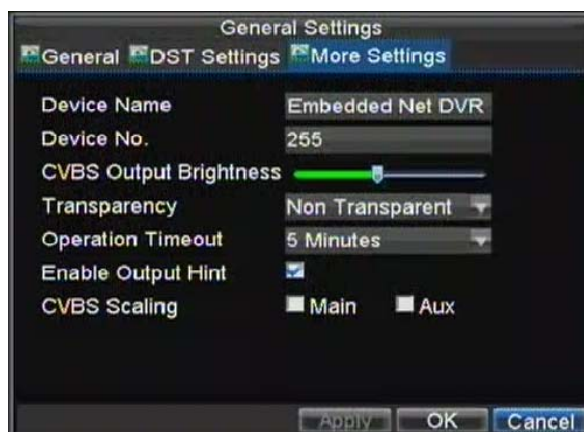 General Settings
General DST Settings More Settings
Device Name Embedded Net DVR
Device No. 255
CVBS Output Brightness
Transparency Non Transparent
Operation Timeout 5 Minutes
Enable Output Hint
CVBS Scaling Main Aux
Apply OK Cancel